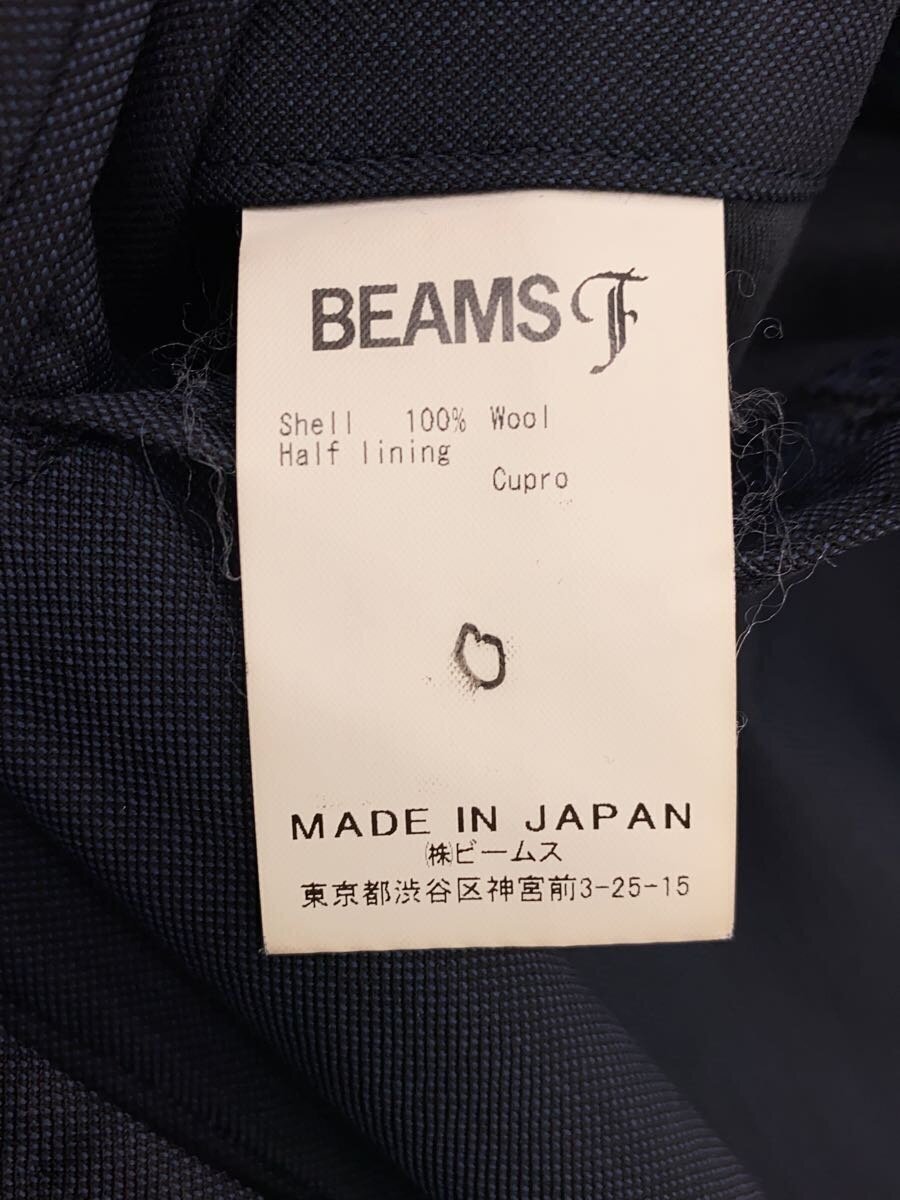 BEAMS F
Shell 100% Wool
Half lining
Cupro
MADE IN JAPAN
㈱ビームス
東京都渋谷区神宮前3-25-15